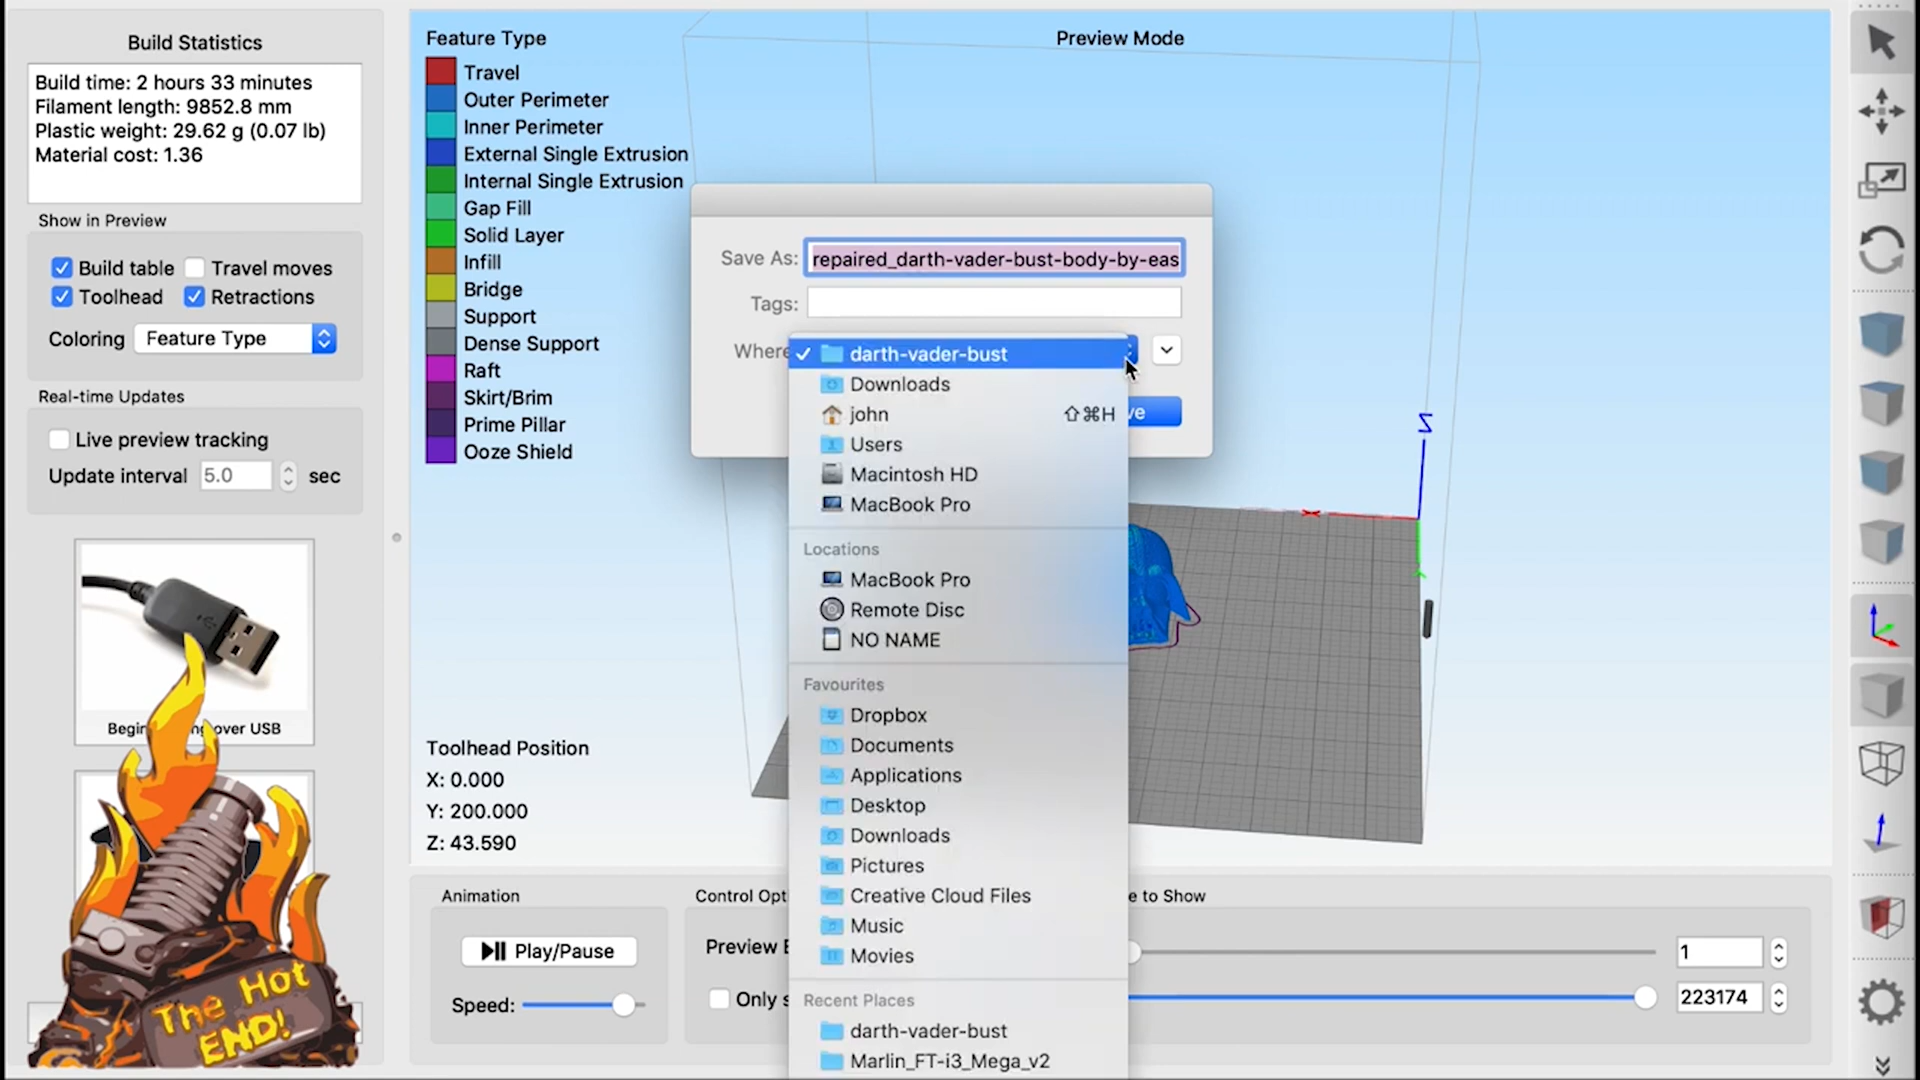 Build Statistics
Build time: 2 hours 33 minutes
Filament length: 9852.8 mm
Plastic weight: 29.62 g (0.07 lb)
Material cost: 1.36
Show in Preview
Build table
Travel moves
Toolhead
Retractions
Coloring
Feature Type
Real-time Updates
Live preview tracking
Update interval
5.0
sec
over USB
The Hot
END!
Feature Type
Travel
Outer Perimeter
Inner Perimeter
External Single Extrusion
Internal Single Extrusion
Gap Fill
Solid Layer
Infill
Bridge
Support
Dense Support
Raft
Skirt/Brim
Prime Pillar
Ooze Shield
Preview Mode
Save As:
repaired_darth-vader-bust-body-by-eas
Tags:
Where
darth-vader-bust
Downloads
john
⇧⌘H
Users
Macintosh HD
MacBook Pro
Locations
MacBook Pro
Remote Disc
NO NAME
Favourites
Dropbox
Documents
Applications
Desktop
Downloads
Pictures
Creative Cloud Files
Music
Movies
Recent Places
darth-vader-bust
Marlin_FT-i3_Mega_v2
Z
Toolhead Position
X: 0.000
Y: 200.000
Z: 43.590
Animation
Play/Pause
Speed:
Control
Preview
Only
to Show
1
223174